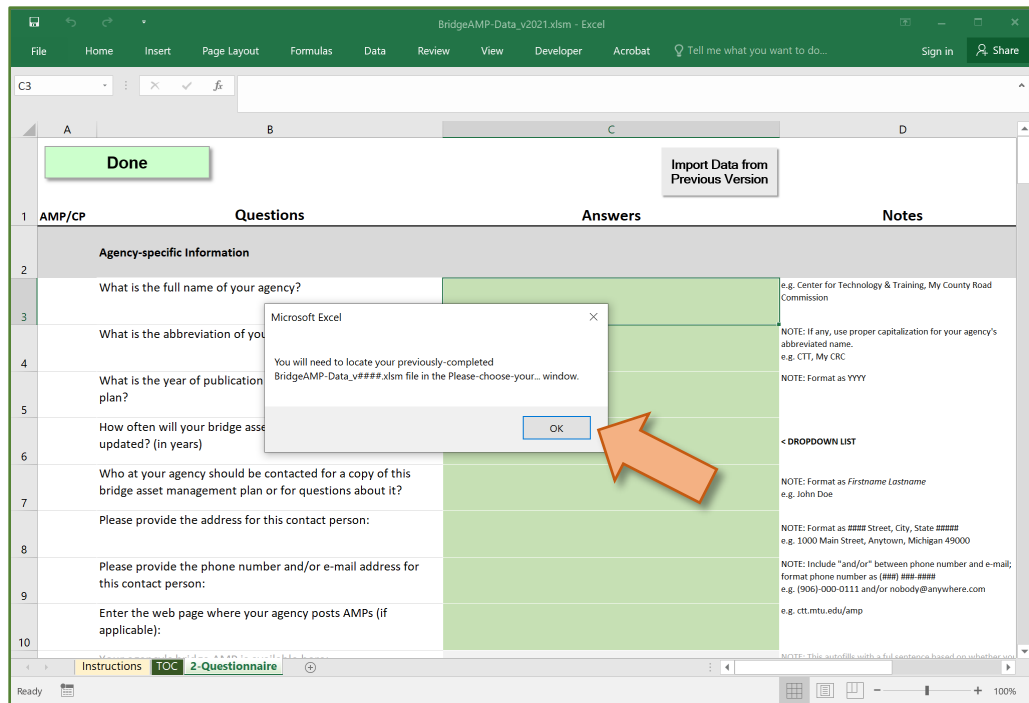 BridgeAMP-Data_v2021.xlsm - Excel
File Home Insert Page Layout Formulas Data Review View Developer Acrobat Tell me what you want to do... Sign in Share
C3 fx
A B C D
Done
Import Data from
Previous Version
1 AMP/CP Questions Answers Notes
2 Agency-specific Information
3 What is the full name of your agency?
e.g. Center for Technology & Training, My County Road
Commission
4 What is the abbreviation of you
NOTE: If any, use proper capitalization for your agency's
abbreviated name.
e.g. CTT, My CRC
5 What is the year of publication
plan?
NOTE: Format as YYYY
6 How often will your bridge asse
updated? (in years)
< DROPDOWN LIST
Microsoft Excel
You will need to locate your previously-completed
BridgeAMP-Data_v####.xlsm file in the Please-choose-your... window.
OK
7 Who at your agency should be contacted for a copy of this
bridge asset management plan or for questions about it?
NOTE: Format as Firstname Lastname
e.g. John Doe
8 Please provide the address for this contact person:
NOTE: Format as #### Street, City, State #####
e.g. 1000 Main Street, Anytown, Michigan 49000
9 Please provide the phone number and/or e-mail address for
this contact person:
NOTE: Include "and/or" between phone number and e-mail;
format phone number as (###) ###-####
e.g. (906)-000-0111 and/or nobody@anywhere.com
10 Enter the web page where your agency posts AMPs (if
applicable):
e.g. ctt.mtu.edu/amp
NOTE: This autofills with a ful sentence based on whether you
Instructions TOC 2-Questionnaire
Ready 100%